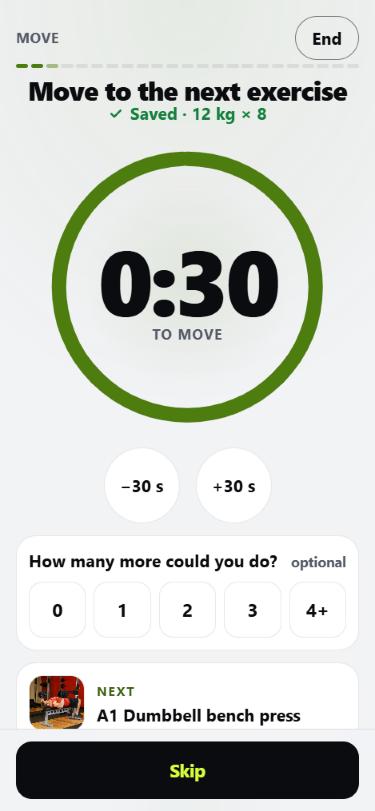 MOVE
End
Move to the next exercise
✓ Saved · 12 kg × 8
0:30
TO MOVE
−30 s
+30 s
How many more could you do? optional
0 1 2 3 4+
NEXT
A1 Dumbbell bench press
Skip